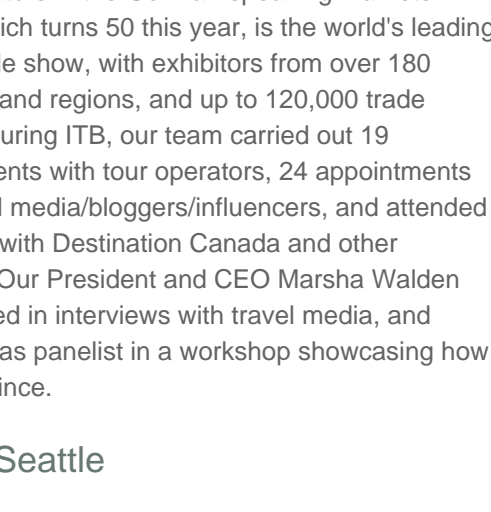 ich turns 50 this year, is the world's leading
le show, with exhibitors from over 180
and regions, and up to 120,000 trade
uring ITB, our team carried out 19
ents with tour operators, 24 appointments
l media/bloggers/influencers, and attended
with Destination Canada and other
Our President and CEO Marsha Walden
ed in interviews with travel media, and
as panelist in a workshop showcasing how
ince.
Seattle